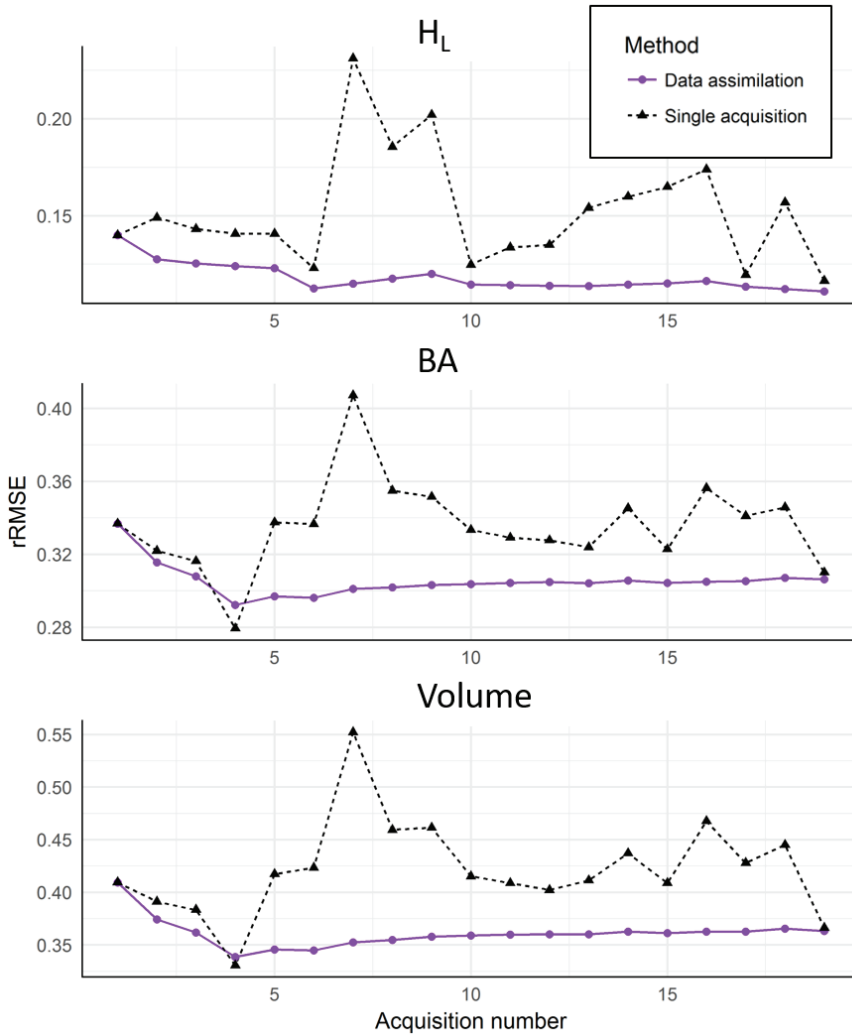 H_L
Method
Data assimilation
Single acquisition
0.20
0.15
5 10 15
BA
rRMSE
0.40
0.36
0.32
0.28
5 10 15
Volume
0.55
0.50
0.45
0.40
0.35
5 10 15
Acquisition number